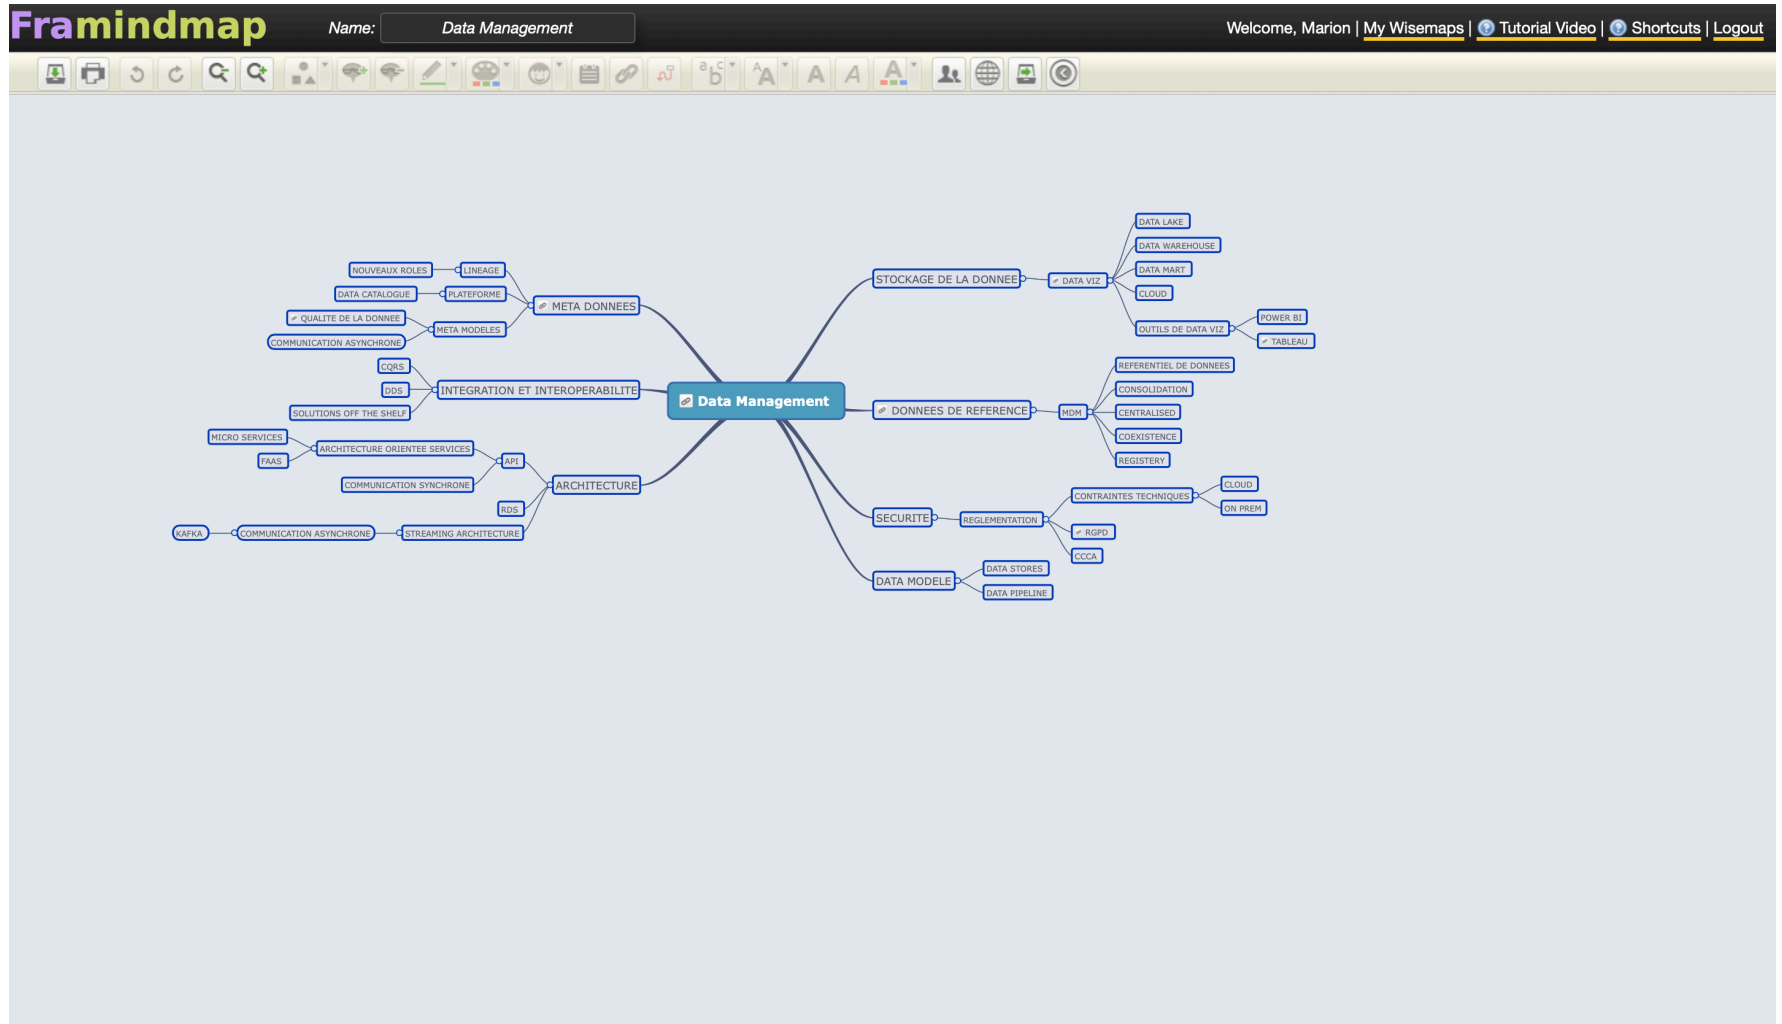 Framindmap
Name: Data Management
Welcome, Marion | My Wisemaps | Tutorial Video | Shortcuts | Logout
Data Management
META DONNEES
LINEAGE
NOUVEAUX ROLES
PLATEFORME
DATA CATALOGUE
META MODELES
QUALITE DE LA DONNEE
COMMUNICATION ASYNCHRONE
INTEGRATION ET INTEROPERABILITE
CQRS
DDS
SOLUTIONS OFF THE SHELF
ARCHITECTURE
API
ARCHITECTURE ORIENTEE SERVICES
MICRO SERVICES
FAAS
COMMUNICATION SYNCHRONE
RDS
STREAMING ARCHITECTURE
COMMUNICATION ASYNCHRONE
KAFKA
STOCKAGE DE LA DONNEE
DATA VIZ
DATA LAKE
DATA WAREHOUSE
DATA MART
CLOUD
OUTILS DE DATA VIZ
POWER BI
TABLEAU
DONNEES DE REFERENCE
MDM
REFERENTIEL DE DONNEES
CONSOLIDATION
CENTRALISED
COEXISTENCE
REGISTERY
SECURITE
REGLEMENTATION
CONTRAINTES TECHNIQUES
CLOUD
ON PREM
RGPD
CCCA
DATA MODELE
DATA STORES
DATA PIPELINE